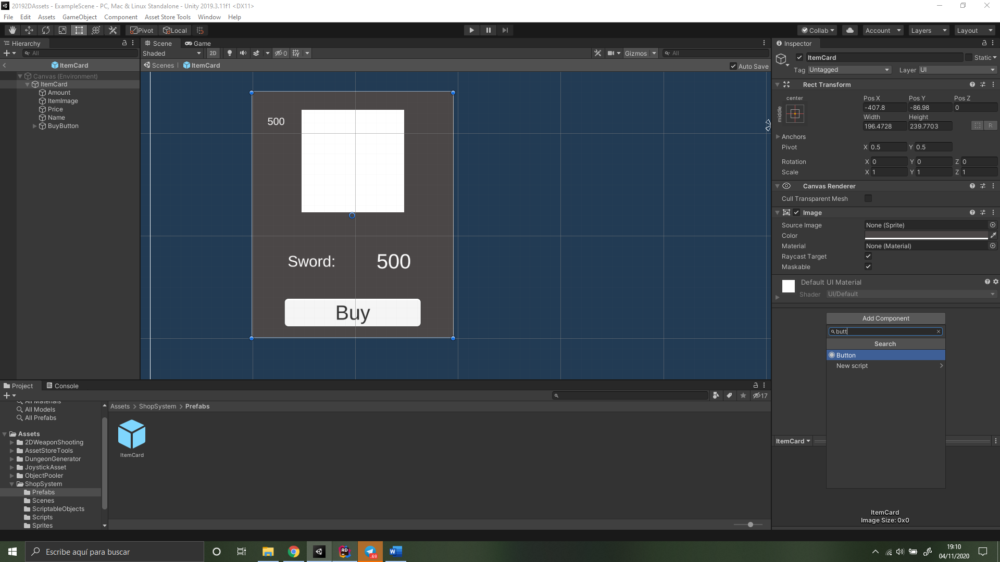 20192DAssets - ExampleScene - PC, Mac & Linux Standalone - Unity 2019.3.11f1 <DX11>
File Edit Assets GameObject Component Asset Store Tools Window Help
Pivot Local Collab Account Layers Layout
Hierarchy
All
ItemCard
Canvas (Environment)
ItemCard
Amount
ItemImage
Price
Name
BuyButton
Scene Game
Shaded 2D 0 Gizmos All
Scenes ItemCard Auto Save
500
Sword: 500
Buy
Inspector
ItemCard Static
Tag Untagged Layer UI
Rect Transform
center Pos X Pos Y Pos Z
middle -407.8 -86.98 0
Width Height
196.4728 239.7703 R
Anchors
Pivot X 0.5 Y 0.5
Rotation X 0 Y 0 Z 0
Scale X 1 Y 1 Z 1
Canvas Renderer
Cull Transparent Mesh
Image
Source Image None (Sprite)
Color
Material None (Material)
Raycast Target
Maskable
Default UI Material
Shader UI/Default
Add Component
butt
Search
Button
New script
ItemCard
ItemCard
Image Size: 0x0
Project Console
17
All Materials
All Models
All Prefabs
Assets
2DWeaponShooting
AssetStoreTools
DungeonGenerator
JoystickAsset
ObjectPooler
ShopSystem
Prefabs
Scenes
ScriptableObjects
Scripts
Sprites
Assets > ShopSystem > Prefabs
ItemCard
Escribe aquí para buscar
RD
.69
W
19:10
04/11/2020